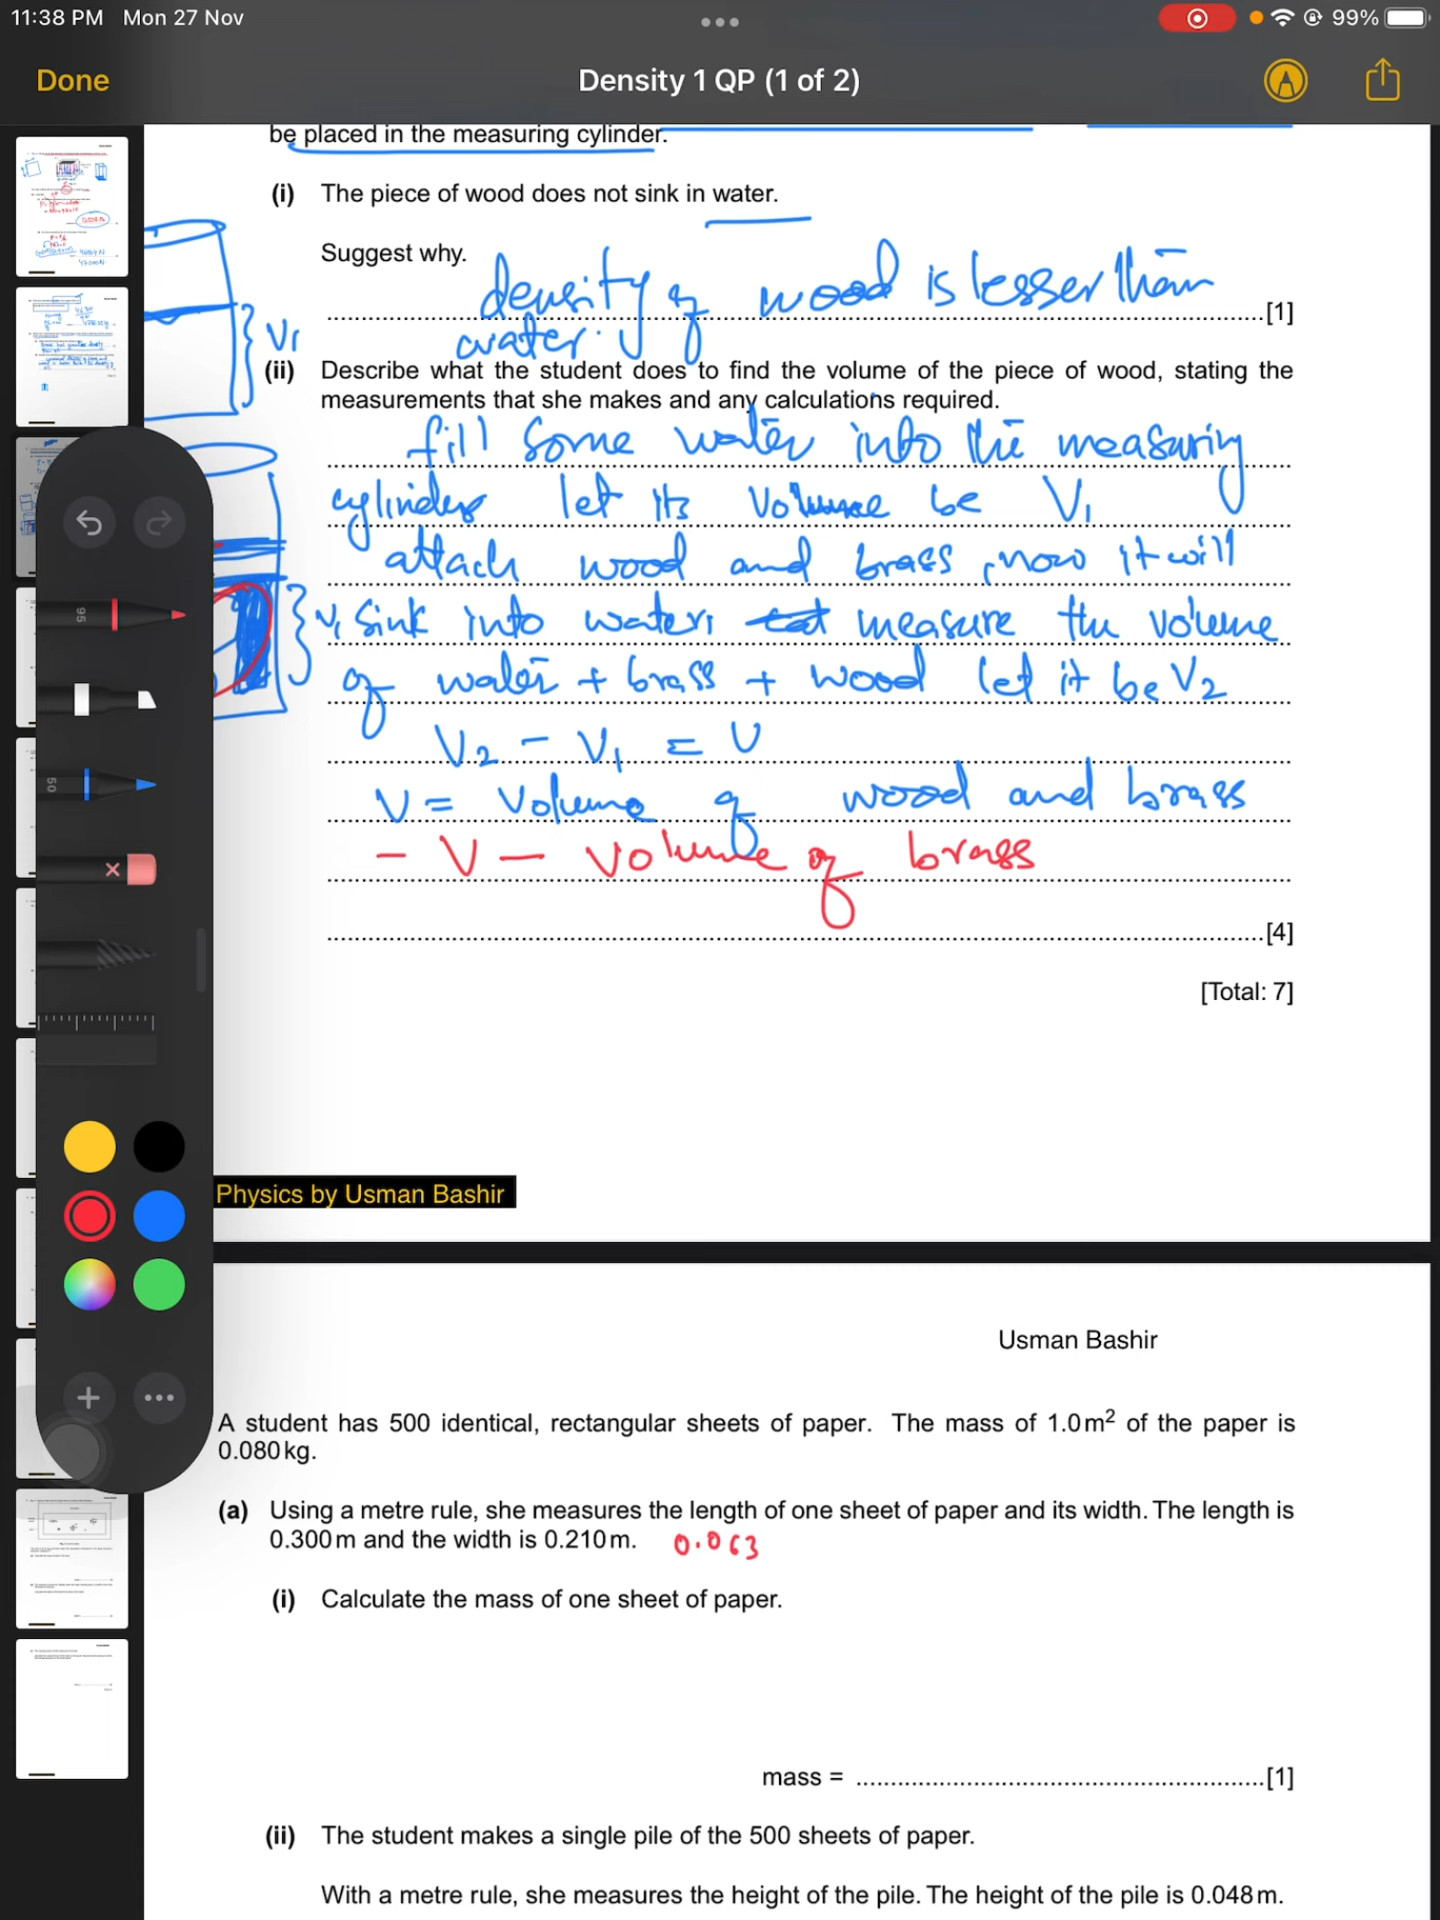 11:38 PM Mon 27 Nov
99%
Done
Density 1 QP (1 of 2)
be placed in the measuring cylinder.
(i) The piece of wood does not sink in water.
Suggest why.
density of wood is lesser than
water. [1]
V1
(ii) Describe what the student does to find the volume of the piece of wood, stating the
measurements that she makes and any calculations required.
fill some water into the measuring
cylinder let its volume be V1
attach wood and brass, now it will
V1
sink into water, measure the volume
of water + brass + wood let it be V2
V2 - V1 = V
V = Volume of wood and brass
- V - volume of brass
[4]
[Total: 7]
95
50
Physics by Usman Bashir
Usman Bashir
A student has 500 identical, rectangular sheets of paper. The mass of 1.0 m² of the paper is
0.080 kg.
(a) Using a metre rule, she measures the length of one sheet of paper and its width. The length is
0.300 m and the width is 0.210 m. 0.063
(i) Calculate the mass of one sheet of paper.
mass = [1]
(ii) The student makes a single pile of the 500 sheets of paper.
With a metre rule, she measures the height of the pile. The height of the pile is 0.048 m.